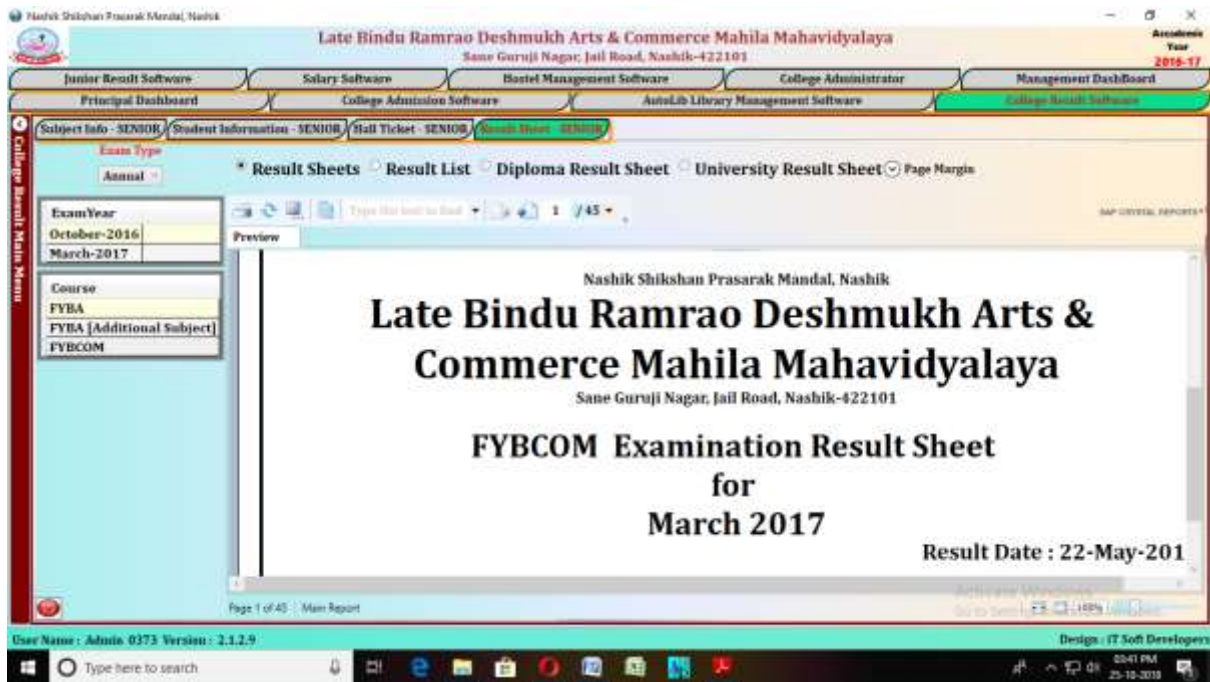 Nashik Shikshan Prasarak Mandal, Nashik
Late Bindu Ramrao Deshmukh Arts & Commerce Mahila Mahavidyalaya
Sane Guruji Nagar, Jail Road, Nashik-422101
Accademic
Year
2016-17
Junior Result Software
Salary Software
Hostel Management Software
College Administrator
Management DashBoard
Principal Dashboard
College Admission Software
AutoLib Library Management Software
College Result Software
College Result Main Menu
Subject Info - SENIOR
Student Information - SENIOR
Hall Ticket - SENIOR
Result Sheet - SENIOR
Exam Type
Annual
Result Sheets
Result List
Diploma Result Sheet
University Result Sheet
Page Margin
ExamYear
October-2016
March-2017
Course
FYBA
FYBA [Additional Subject]
FYBCOM
Type the text to find
1 /45
SAP CRYSTAL REPORTS
Preview
Nashik Shikshan Prasarak Mandal, Nashik
Late Bindu Ramrao Deshmukh Arts &
Commerce Mahila Mahavidyalaya
Sane Guruji Nagar, Jail Road, Nashik-422101
FYBCOM Examination Result Sheet
for
March 2017
Result Date : 22-May-201
Activate Windows
Page 1 of 45 Main Report
100%
User Name : Admin 0373 Version : 2.1.2.9
Design : IT Soft Developers
Type here to search
03:41 PM
25-10-2018